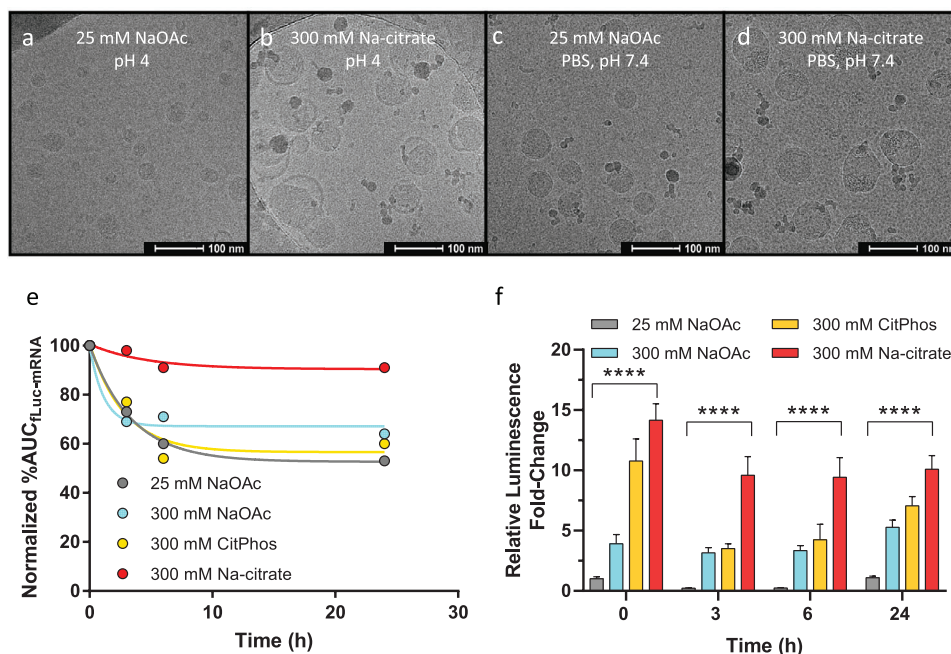 a 25 mM NaOAc
pH 4
b 300 mM Na-citrate
pH 4
c 25 mM NaOAc
PBS, pH 7.4
d 300 mM Na-citrate
PBS, pH 7.4
100 nm
100 nm
100 nm
100 nm
e
Normalized %AUCfLuc-mRNA
100
80
60
40
20
0
25 mM NaOAc
300 mM NaOAc
300 mM CitPhos
300 mM Na-citrate
0 10 20 30
Time (h)
f
25 mM NaOAc 300 mM CitPhos
300 mM NaOAc 300 mM Na-citrate
Relative Luminescence
Fold-Change
20
15
10
5
0
**** **** **** ****
0 3 6 24
Time (h)